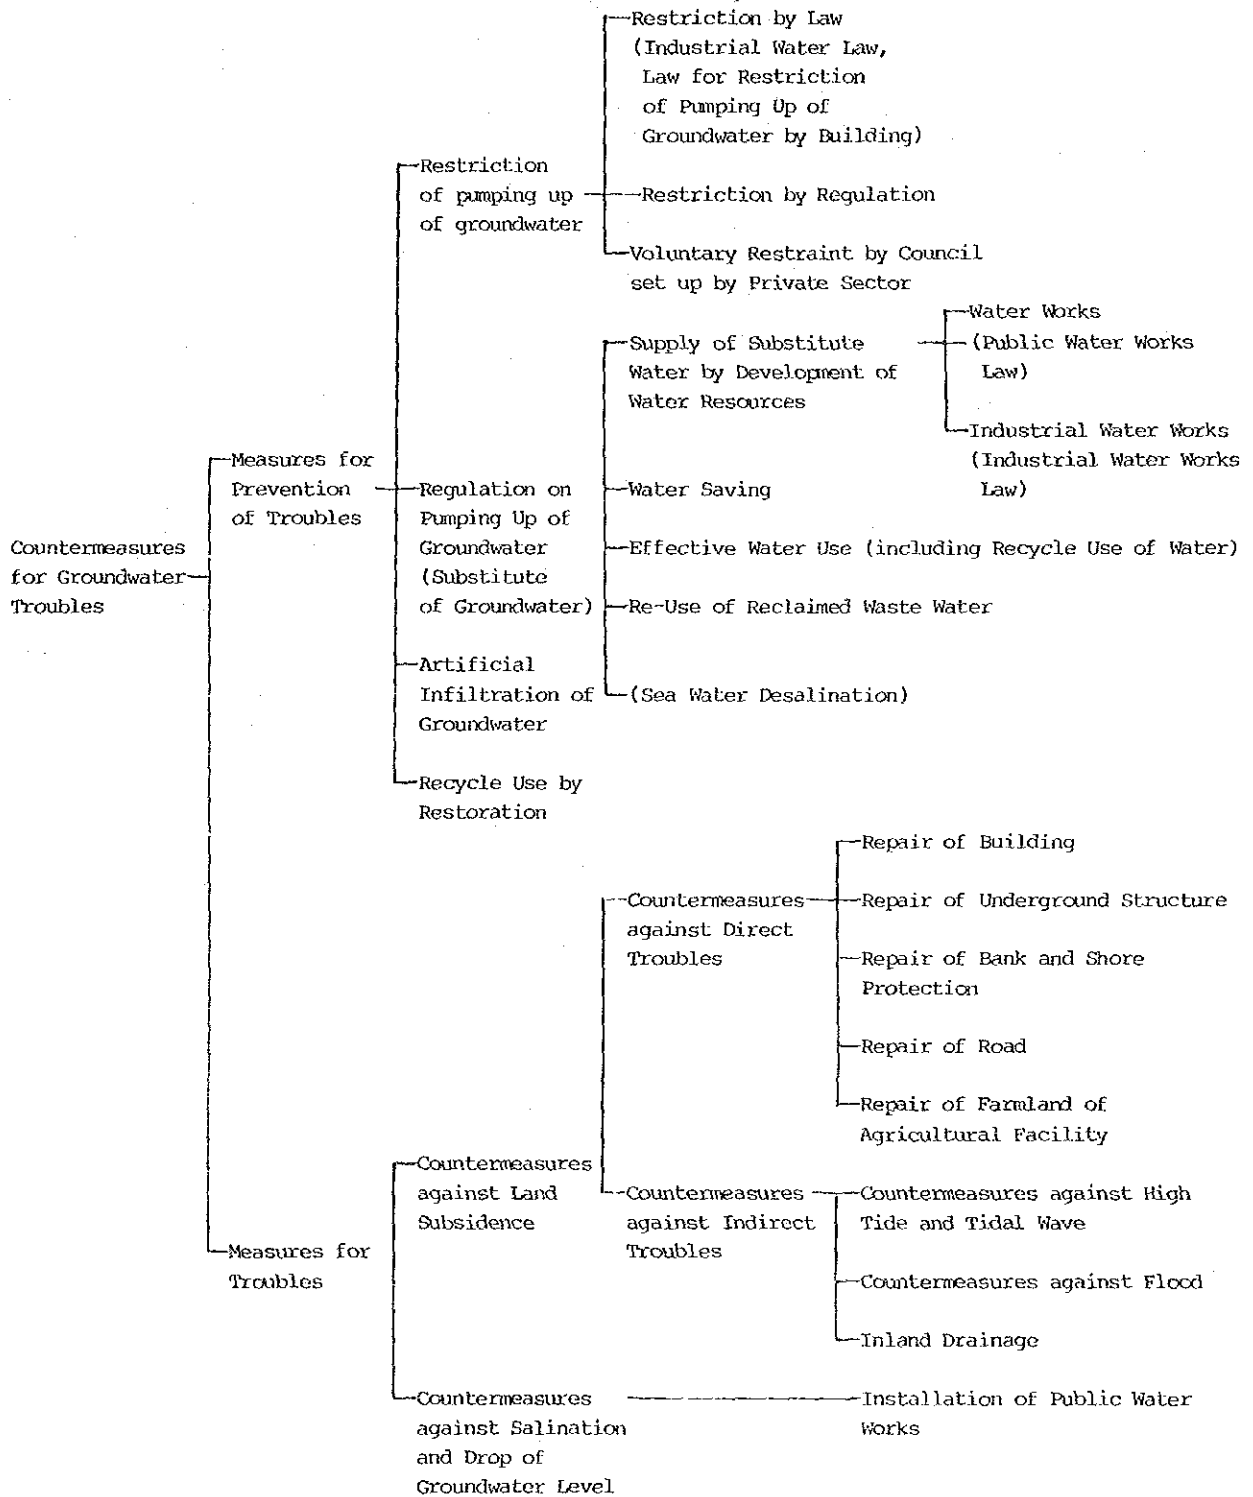 Restriction by Law
(Industrial Water Law,
Law for Restriction
of Pumping Up of
Groundwater by Building)
Restriction
of pumping up
of groundwater
Restriction by Regulation
Voluntary Restraint by Council
set up by Private Sector
Supply of Substitute
Water by Development of
Water Resources
Water Works
(Public Water Works
Law)
Industrial Water Works
(Industrial Water Works
Law)
Measures for
Prevention
of Troubles
Regulation on
Pumping Up of
Groundwater
(Substitute
of Groundwater)
Water Saving
Effective Water Use (including Recycle Use of Water)
Re-Use of Reclaimed Waste Water
(Sea Water Desalination)
Countermeasures
for Groundwater
Troubles
Artificial
Infiltration of
Groundwater
Recycle Use by
Restoration
Repair of Building
Countermeasures
against Direct
Troubles
Repair of Underground Structure
Repair of Bank and Shore
Protection
Repair of Road
Repair of Farmland of
Agricultural Facility
Countermeasures
against Land
Subsidence
Countermeasures
against Indirect
Troubles
Countermeasures against High
Tide and Tidal Wave
Measures for
Troubles
Countermeasures against Flood
Inland Drainage
Countermeasures
against Salination
and Drop of
Groundwater Level
Installation of Public Water
Works